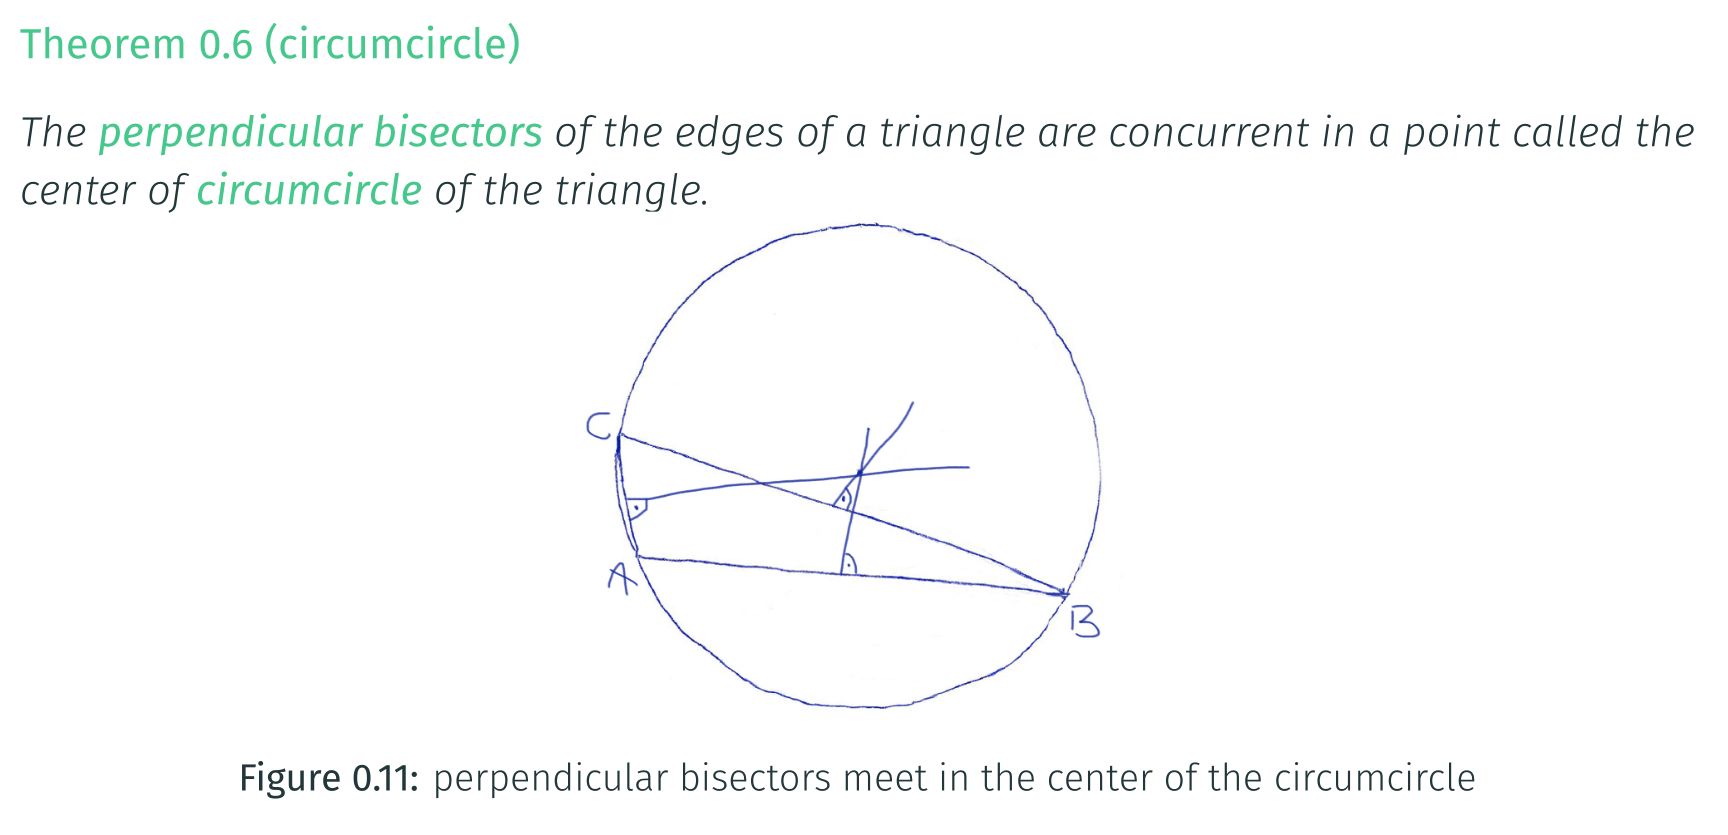 Theorem 0.6 (circumcircle)
The perpendicular bisectors of the edges of a triangle are concurrent in a point called the
center of circumcircle of the triangle.
C
A
B
Figure 0.11: perpendicular bisectors meet in the center of the circumcircle